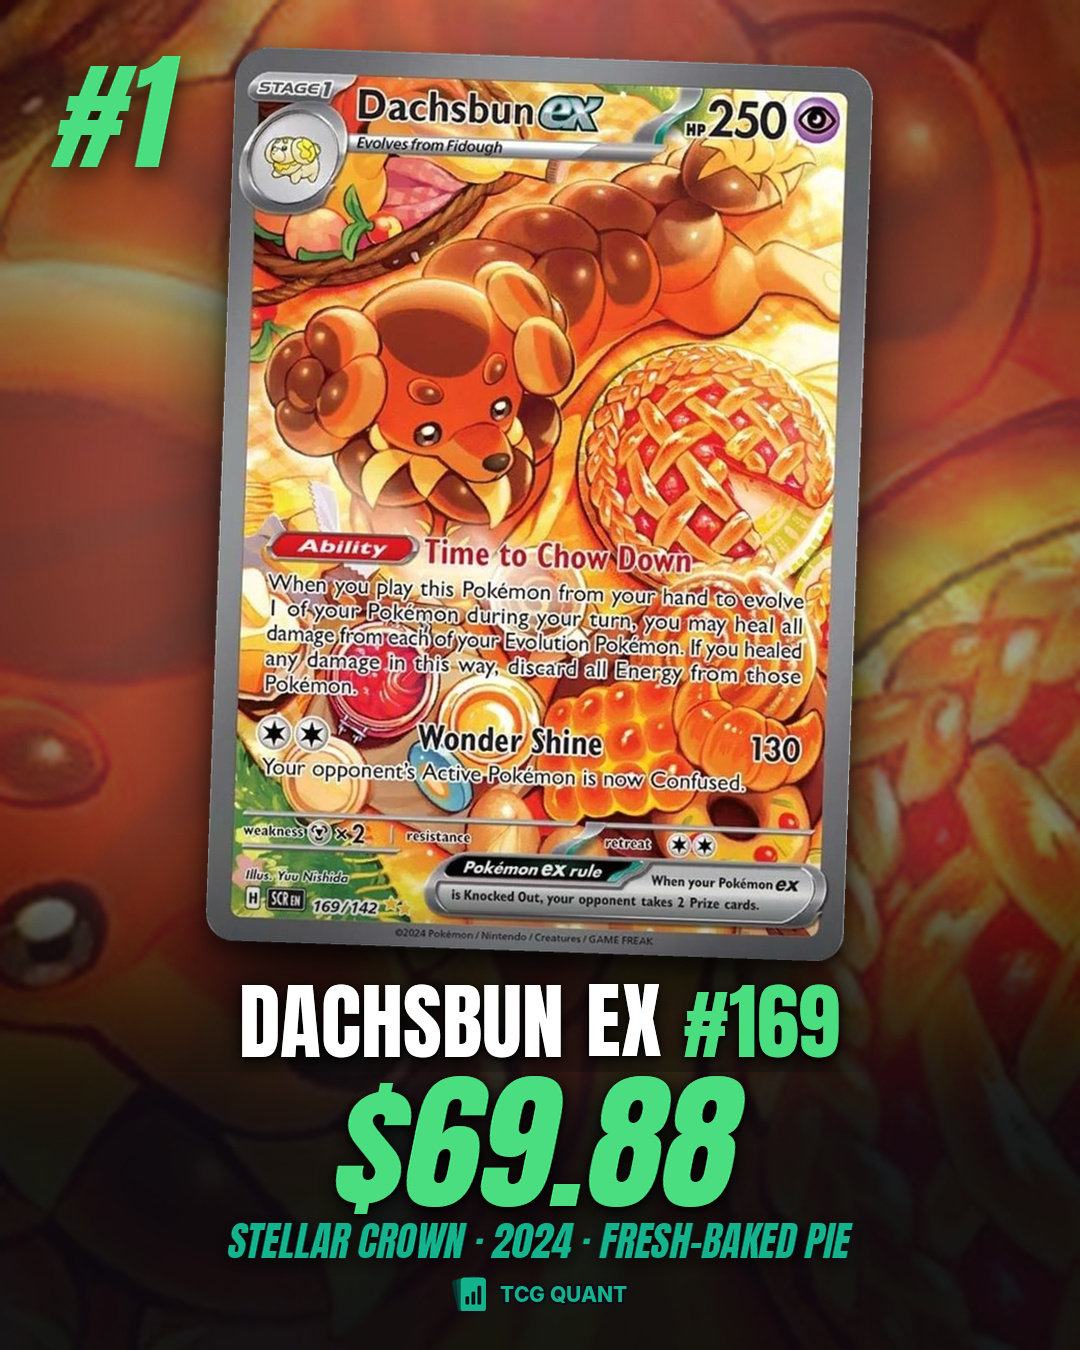 #1
STAGE1
Dachsbun ex
HP 250
Evolves from Fidough
Ability
Time to Chow Down
When you play this Pokémon from your hand to evolve
1 of your Pokémon during your turn, you may heal all
damage from each of your Evolution Pokémon. If you healed
any damage in this way, discard all Energy from those
Pokémon.
Wonder Shine 130
Your opponent's Active Pokémon is now Confused.
weakness ×2 resistance retreat
Pokémon ex rule
When your Pokémon ex
is Knocked Out, your opponent takes 2 Prize cards.
Illus. Yuu Nishida
H SCR EN 169/142
©2024 Pokémon / Nintendo / Creatures / GAME FREAK
DACHSBUN EX #169
$69.88
STELLAR CROWN · 2024 · FRESH-BAKED PIE
TCG QUANT